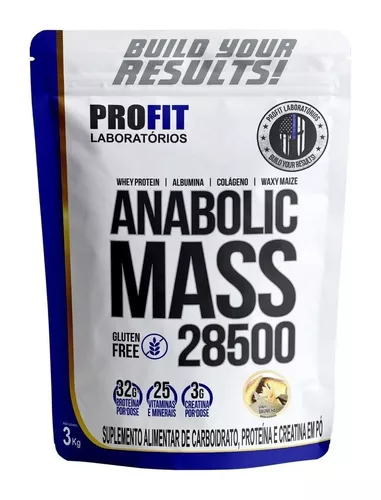 BUILD YOUR
RESULTS!
PROFIT
LABORATÓRIOS
PROFIT LABORATÓRIOS
BUILD YOUR RESULTS!
WHEY PROTEIN | ALBUMINA | COLÁGENO | WAXY MAIZE
ANABOLIC
MASS
28500
GLUTEN
FREE
32G
PROTEÍNA
POR DOSE
25
VITAMINAS
E MINERAIS
3G
CREATINA
POR DOSE
3Kg
SUPLEMENTO ALIMENTAR DE CARBOIDRATO, PROTEÍNA E CREATINA EM PÓ